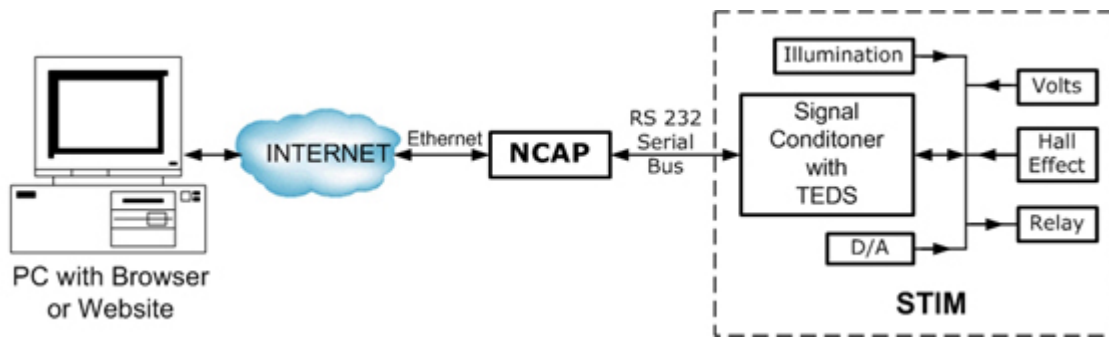 PC with Browser
or Website
INTERNET
Ethernet
NCAP
RS 232
Serial
Bus
Illumination
Signal
Conditoner
with
TEDS
D/A
Volts
Hall
Effect
Relay
STIM